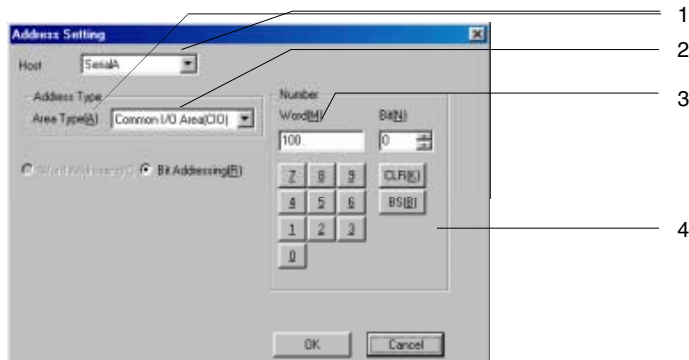 Address Setting
Host SerialA
Address Type
Area Type(A) Common I/O Area(CIO)
Bit Addressing(R)
Number
Word(M) Bit(N)
100 0
7 8 9 CLR(K)
4 5 6 BS(B)
1 2 3
0
OK Cancel
1
2
3
4